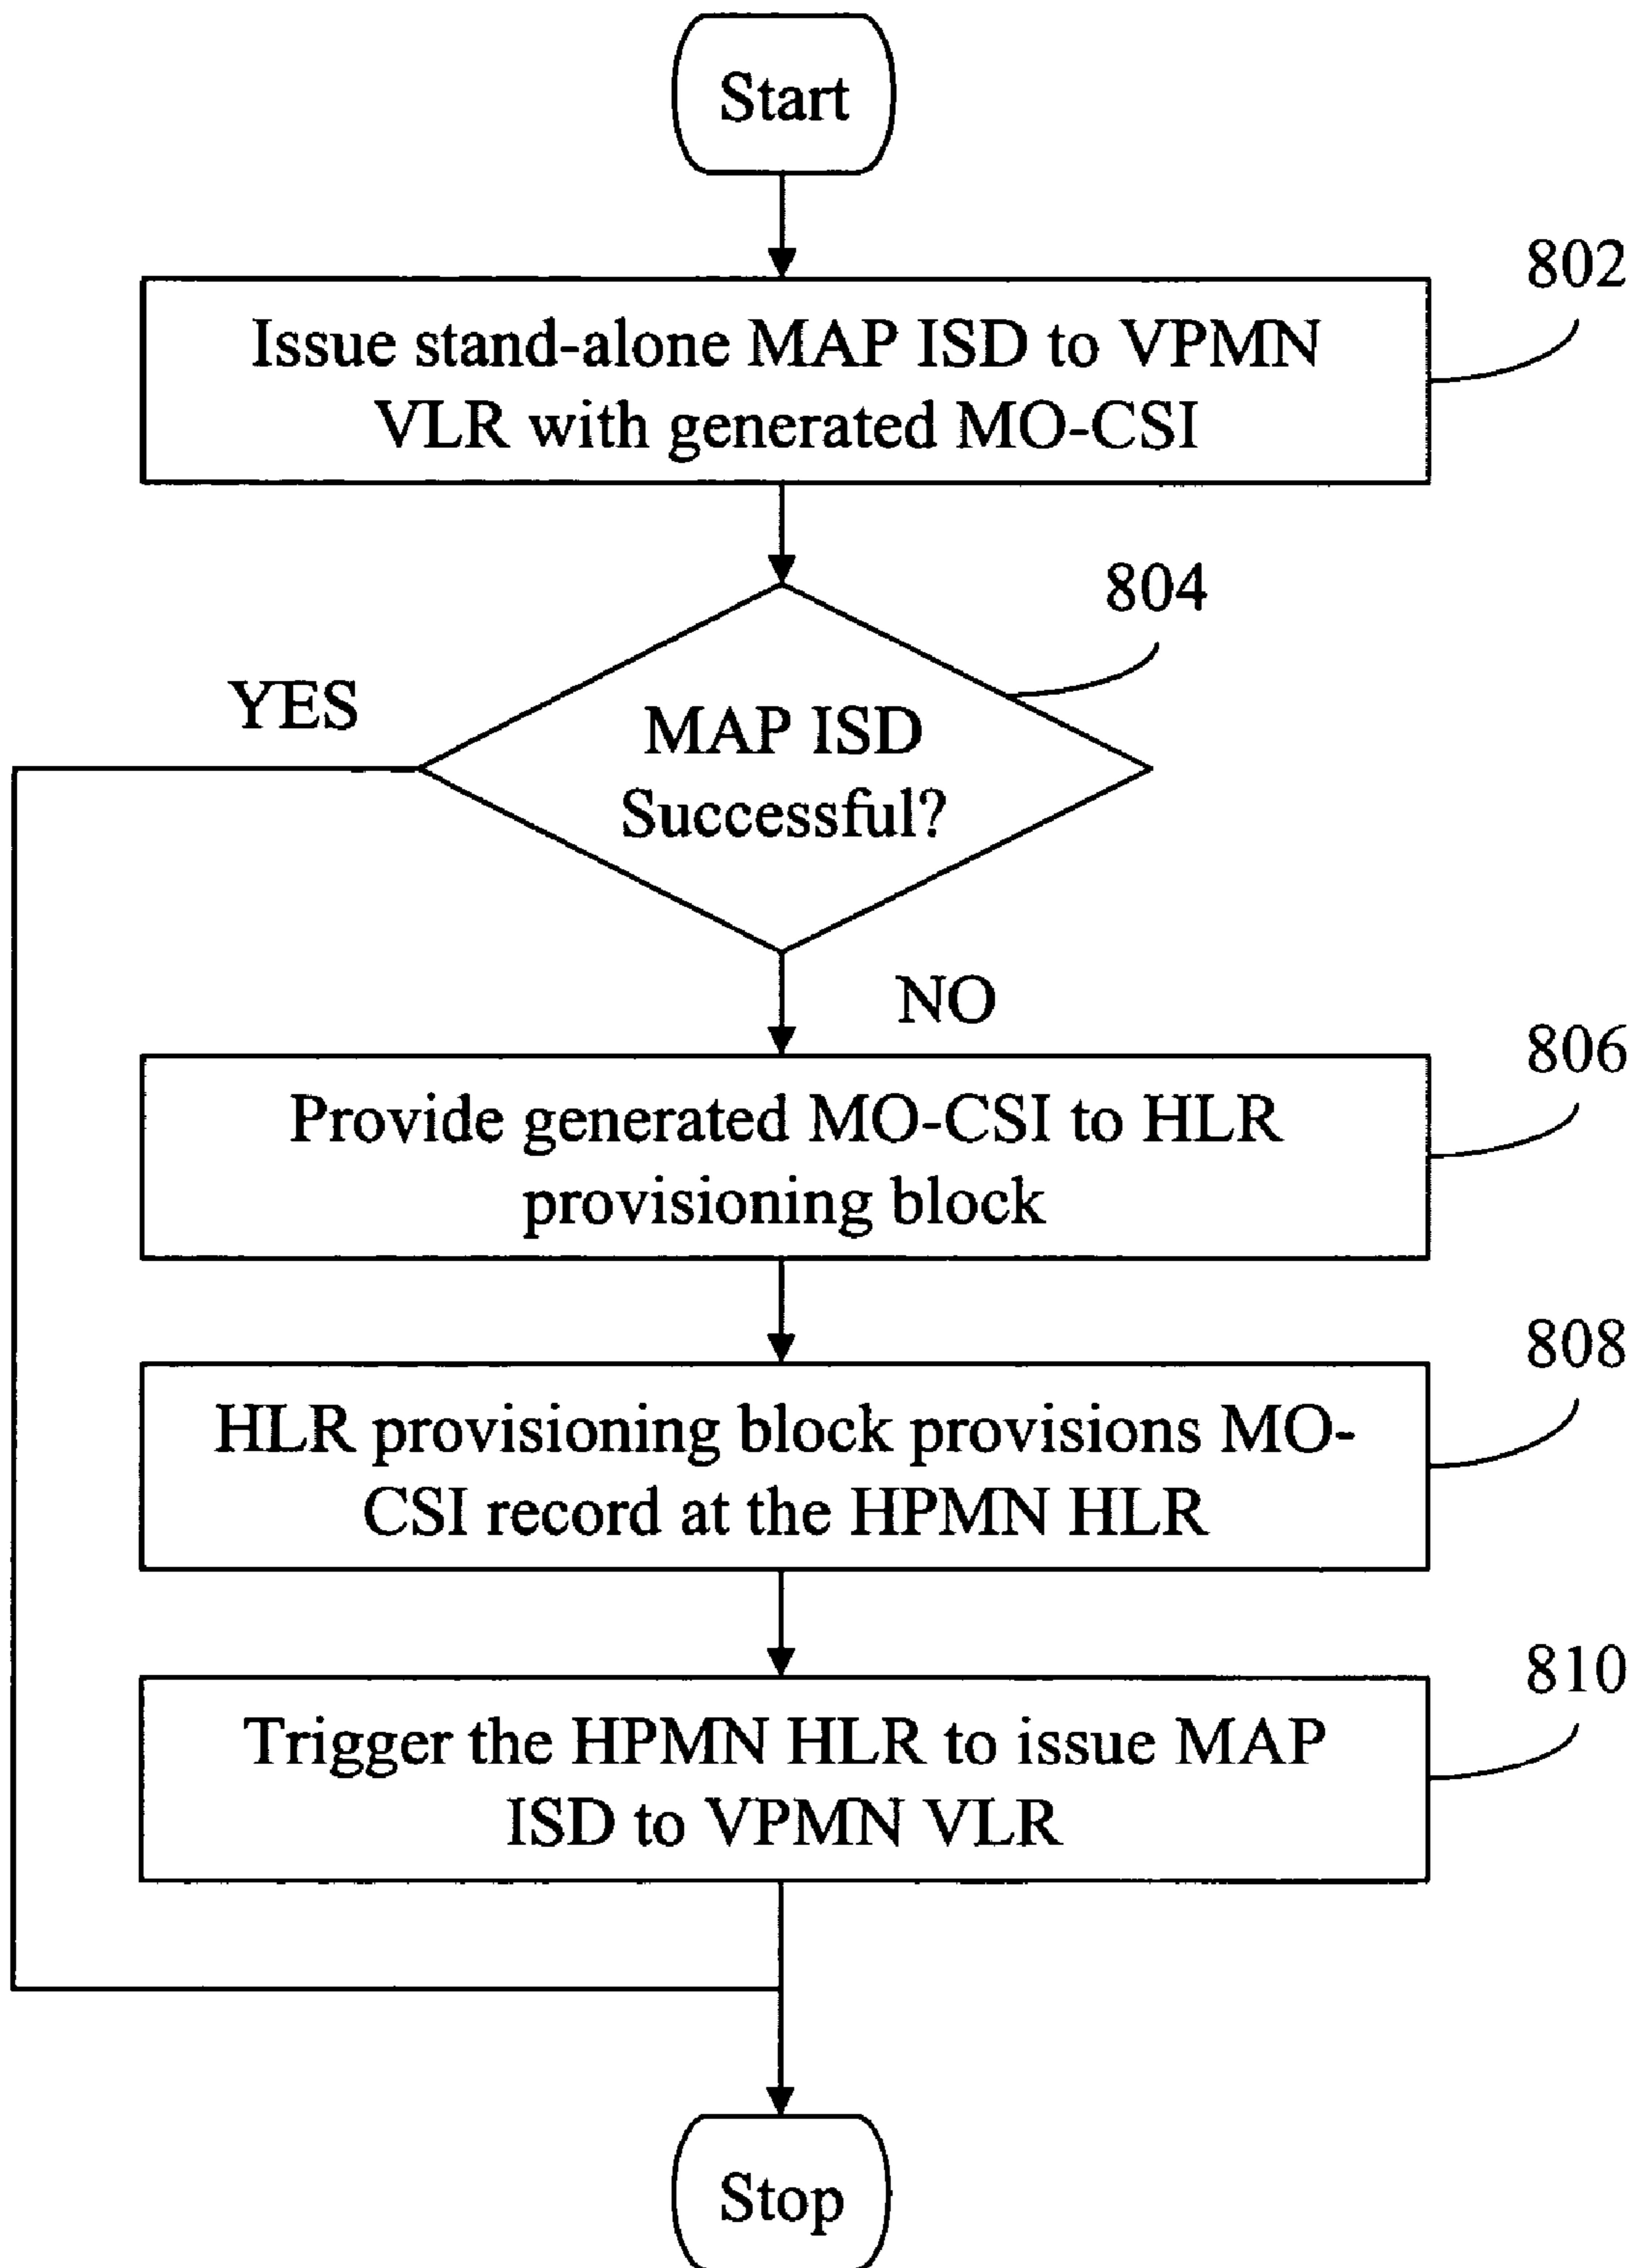 Start
802
Issue stand-alone MAP ISD to VPMN
VLR with generated MO-CSI
804
YES
MAP ISD
Successful?
NO
806
Provide generated MO-CSI to HLR
provisioning block
808
HLR provisioning block provisions MO-
CSI record at the HPMN HLR
810
Trigger the HPMN HLR to issue MAP
ISD to VPMN VLR
Stop